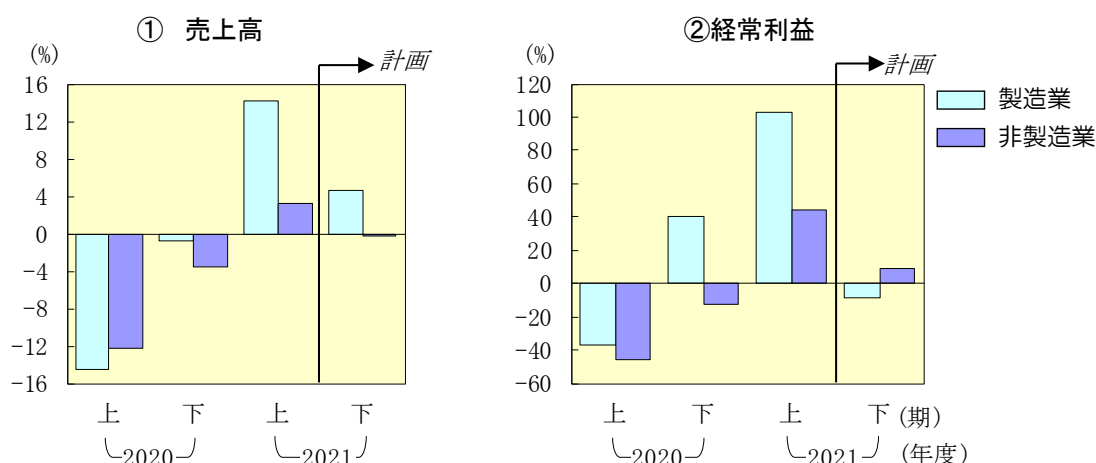 ① 売上高
(%)
計画
16
12
8
4
0
-4
-8
-12
-16
上 下 上 下
2020 2021
②経常利益
(%)
計画
120
100
80
60
40
20
0
-20
-40
-60
上 下 上 下 (期)
2020 2021 (年度)
製造業
非製造業